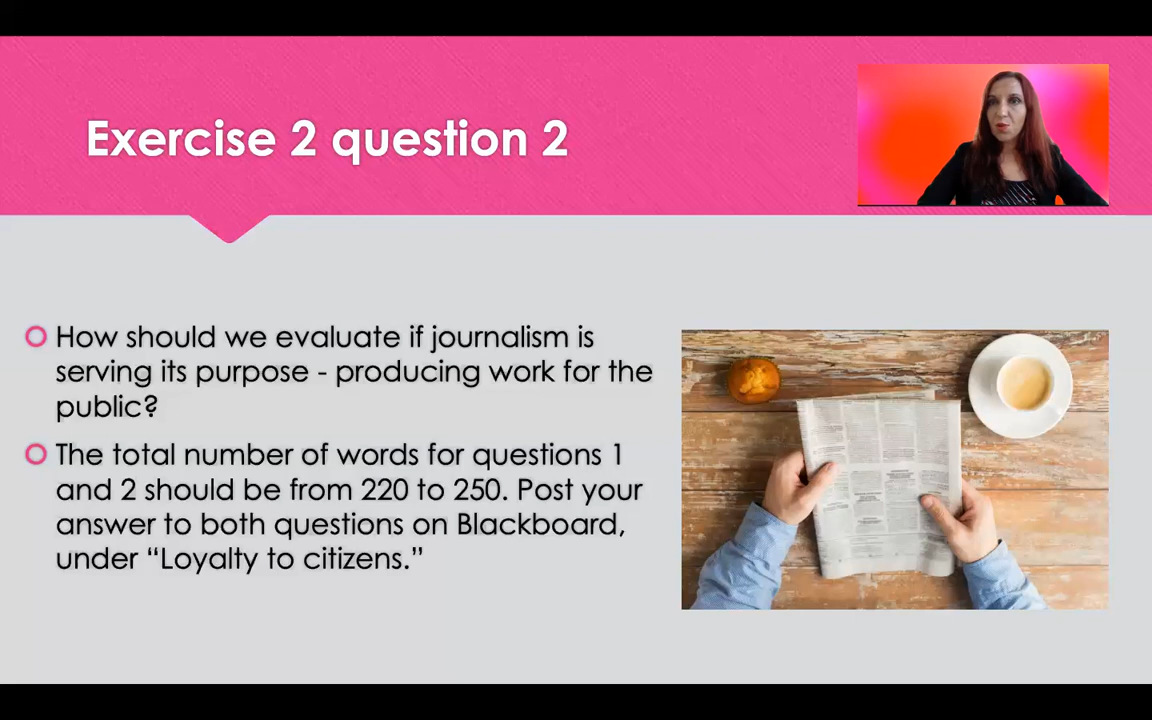 Exercise 2 question 2
How should we evaluate if journalism is
serving its purpose - producing work for the
public?
The total number of words for questions 1
and 2 should be from 220 to 250. Post your
answer to both questions on Blackboard,
under “Loyalty to citizens.”